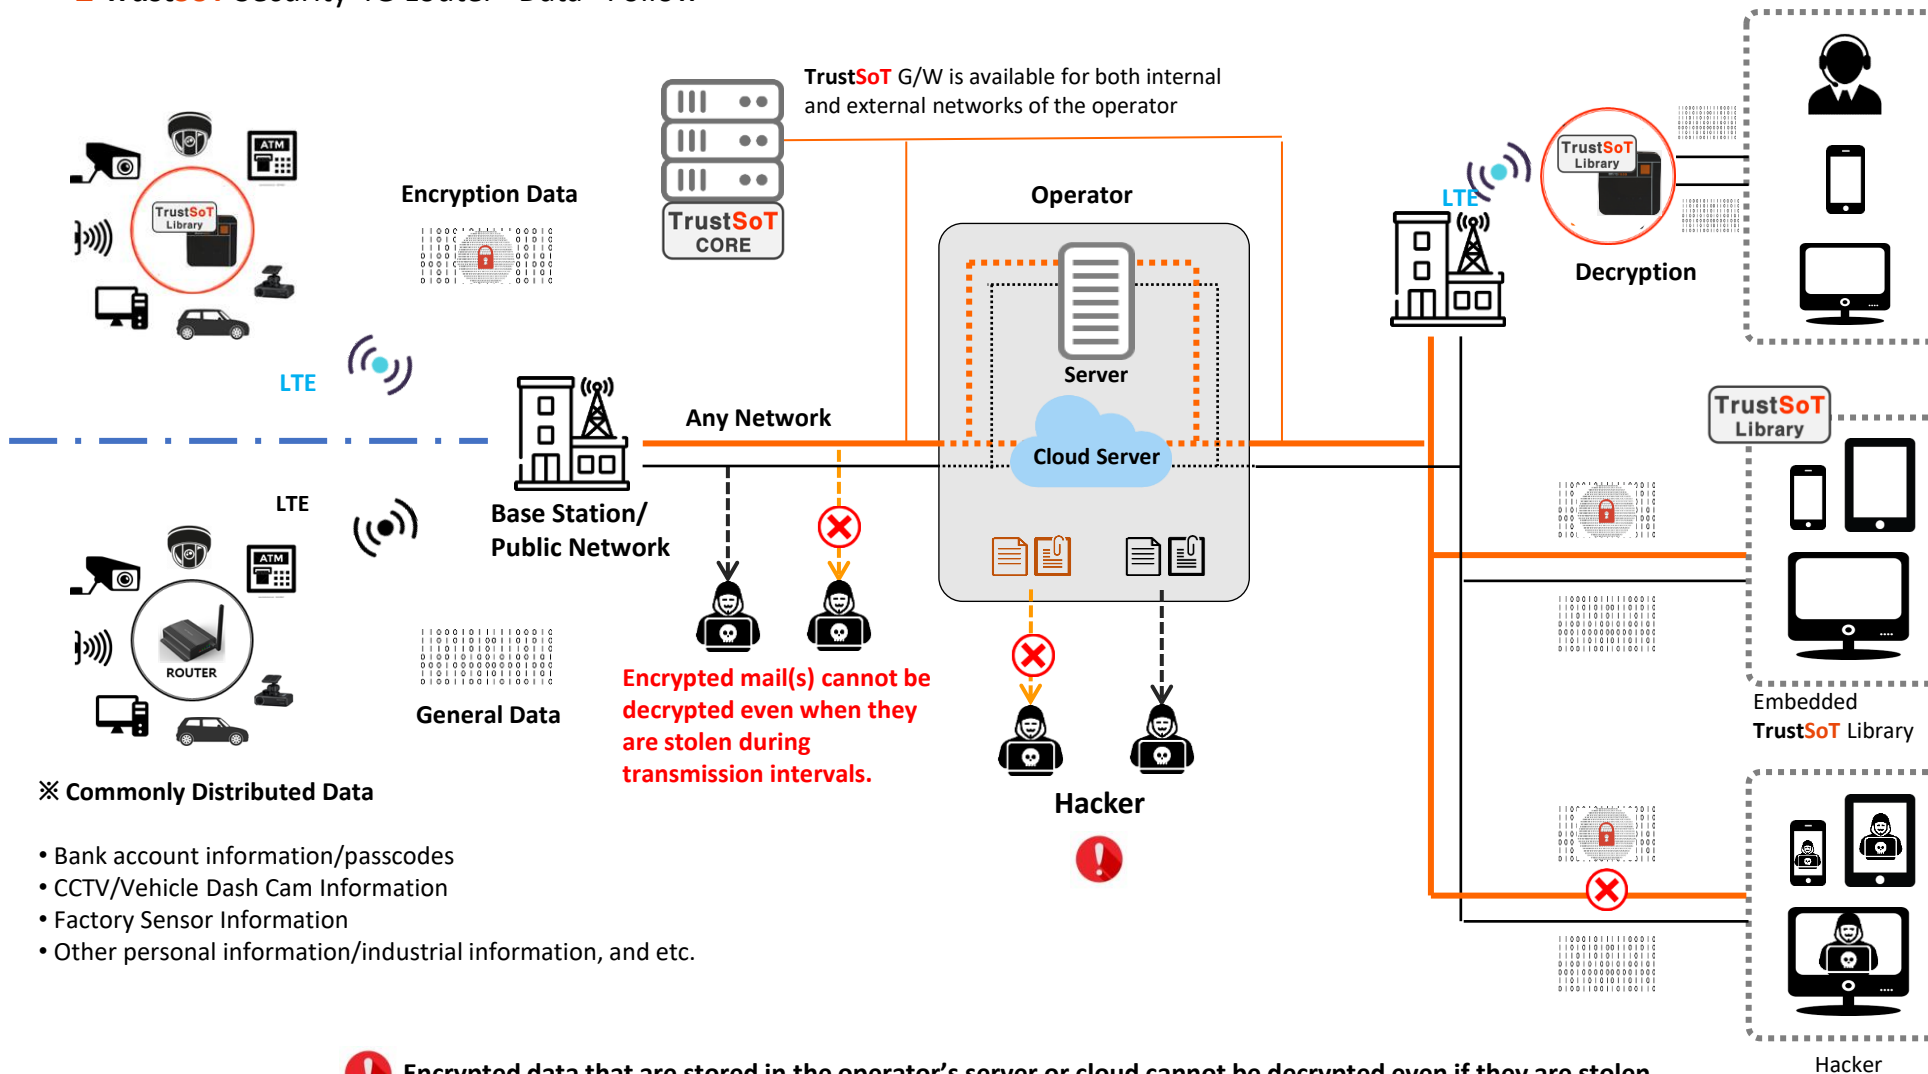 TrustSoT G/W is available for both internal
and external networks of the operator
TrustSoT
CORE
Encryption Data
Operator
ATM
TrustSoT
Library
LTE
LTE
TrustSoT
Library
Decryption
Server
Any Network
Cloud Server
TrustSoT
Library
LTE
Base Station/
Public Network
ATM
ROUTER
General Data
Encrypted mail(s) cannot be
decrypted even when they
are stolen during
transmission intervals.
Hacker
Embedded
TrustSoT Library
※ Commonly Distributed Data
• Bank account information/passcodes
• CCTV/Vehicle Dash Cam Information
• Factory Sensor Information
• Other personal information/industrial information, and etc.
Encrypted data that are stored in the operator's server or cloud cannot be decrypted even if they are stolen
Hacker